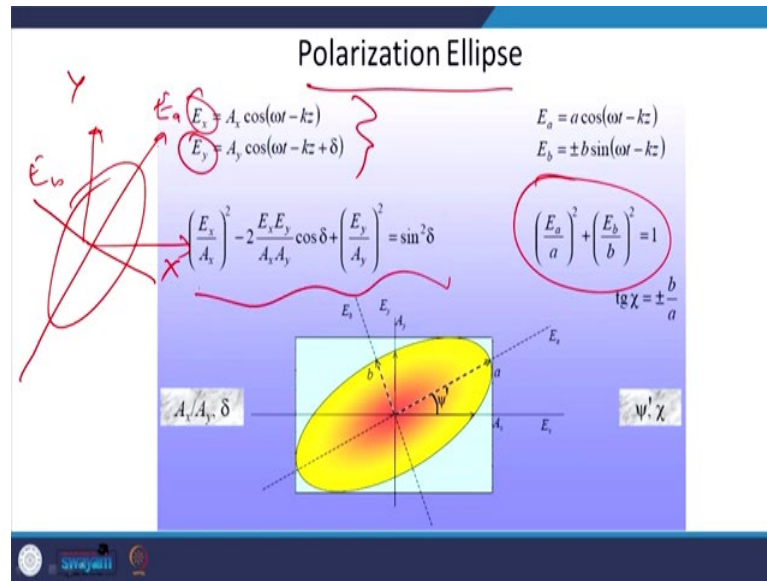 Polarization Ellipse
Y
E_a
E_x = A_x cos(ωt − kz)
E_y = A_y cos(ωt − kz + δ)
E_a = a cos(ωt − kz)
E_b = ±b sin(ωt − kz)
E_b
X
(E_x/A_x)² − 2 (E_x E_y)/(A_x A_y) cos δ + (E_y/A_y)² = sin² δ
(E_a/a)² + (E_b/b)² = 1
tg χ = ± b/a
E_b E_y
A_y
E_a
b
a
ψ'
A_x/A_y, δ
A_x E_x
ψ', χ
swayam